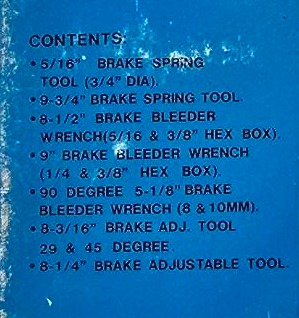 CONTENTS:
• 5/16" BRAKE SPRING
TOOL (3/4" DIA).
• 9-3/4" BRAKE SPRING TOOL.
• 8-1/2" BRAKE BLEEDER
WRENCH(5/16 & 3/8" HEX BOX).
• 9" BRAKE BLEEDER WRENCH
(1/4 & 3/8" HEX BOX).
• 90 DEGREE 5-1/8" BRAKE
BLEEDER WRENCH (8 & 10MM).
• 8-3/16" BRAKE ADJ. TOOL
29 & 45 DEGREE
• 8-1/4" BRAKE ADJUSTABLE TOOL.